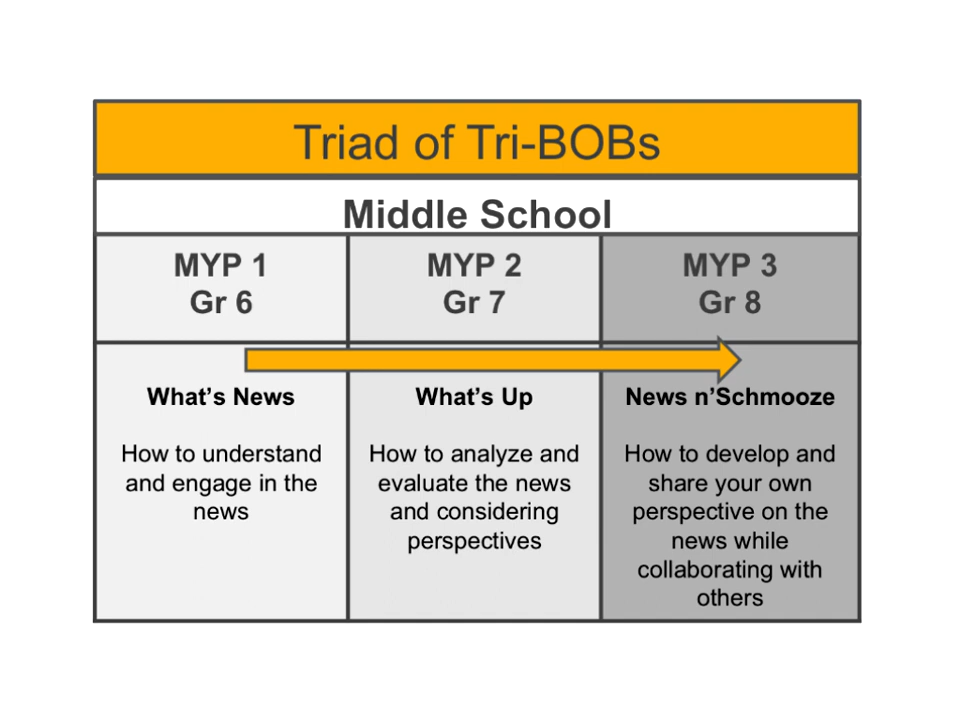 Triad of Tri-BOBs
Middle School
MYP 1
Gr 6
MYP 2
Gr 7
MYP 3
Gr 8
What's News
How to understand
and engage in the
news
What's Up
How to analyze and
evaluate the news
and considering
perspectives
News n'Schmooze
How to develop and
share your own
perspective on the
news while
collaborating with
others